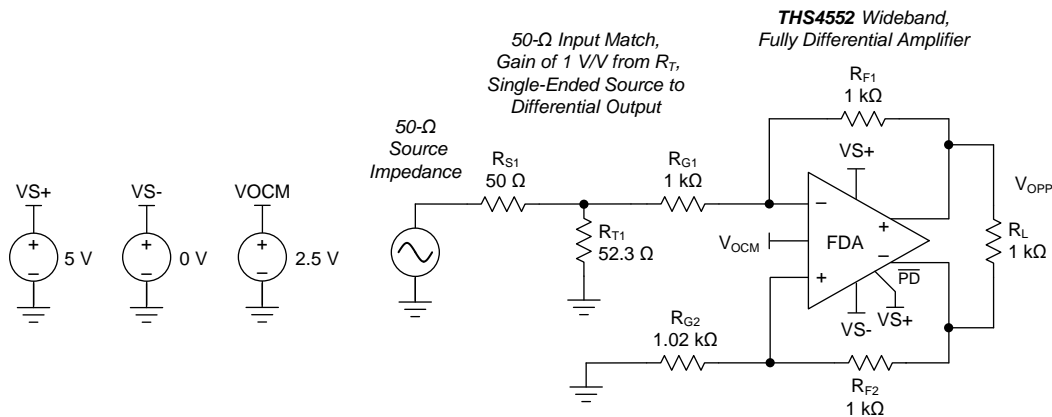 THS4552 Wideband,
Fully Differential Amplifier
50-Ω Input Match,
Gain of 1 V/V from RT,
Single-Ended Source to
Differential Output
RF1
1 kΩ
50-Ω
Source
Impedance
RS1
50 Ω
RG1
1 kΩ
VS+
VS+
VS-
VOCM
VOPP
+
−
5 V
+
−
0 V
+
−
2.5 V
RT1
52.3 Ω
−
VOCM
FDA
+
−
+
RL
1 kΩ
PD
VS-
VS+
RG2
1.02 kΩ
RF2
1 kΩ